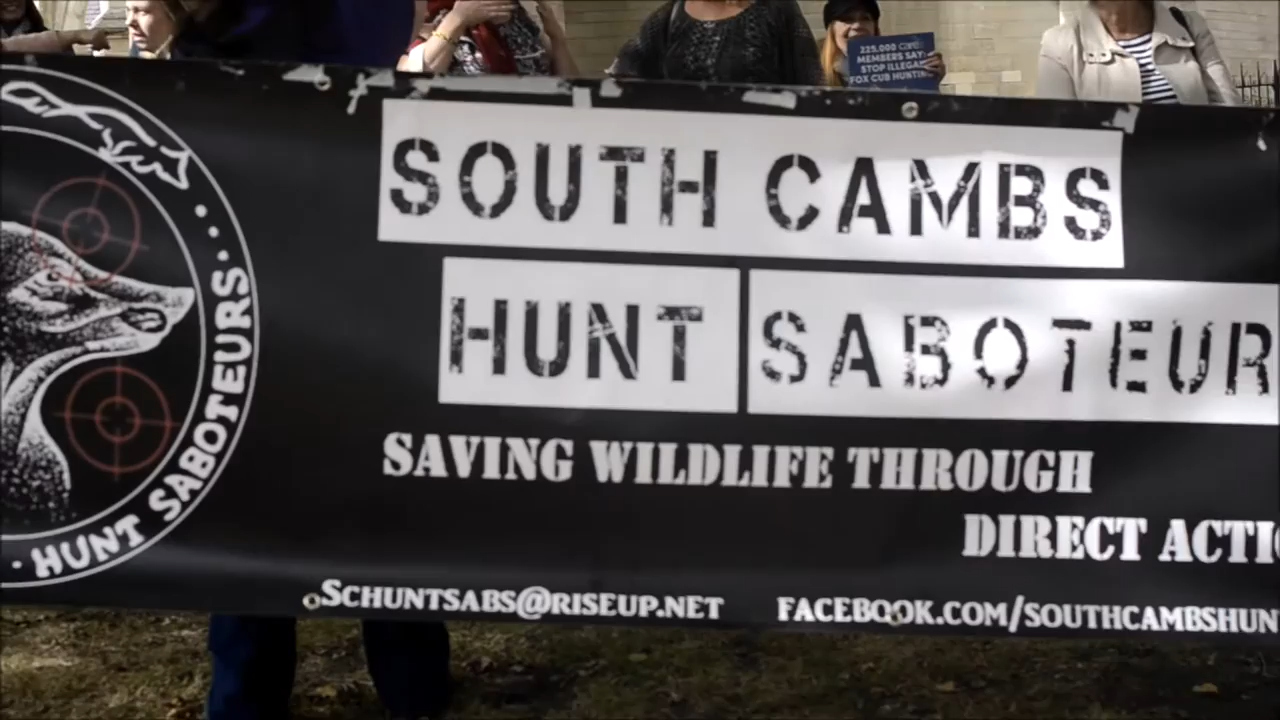 225,000
MEMBERS SAY:
STOP ILLEGAL
FOX CUB HUNTING
SOUTH CAMBS
HUNT SABOTEUR
SAVING WILDLIFE THROUGH
DIRECT ACTIO
SCHUNTSABS@RISEUP.NET
FACEBOOK.COM/SOUTHCAMBSHUN
· HUNT SABOTEURS ·